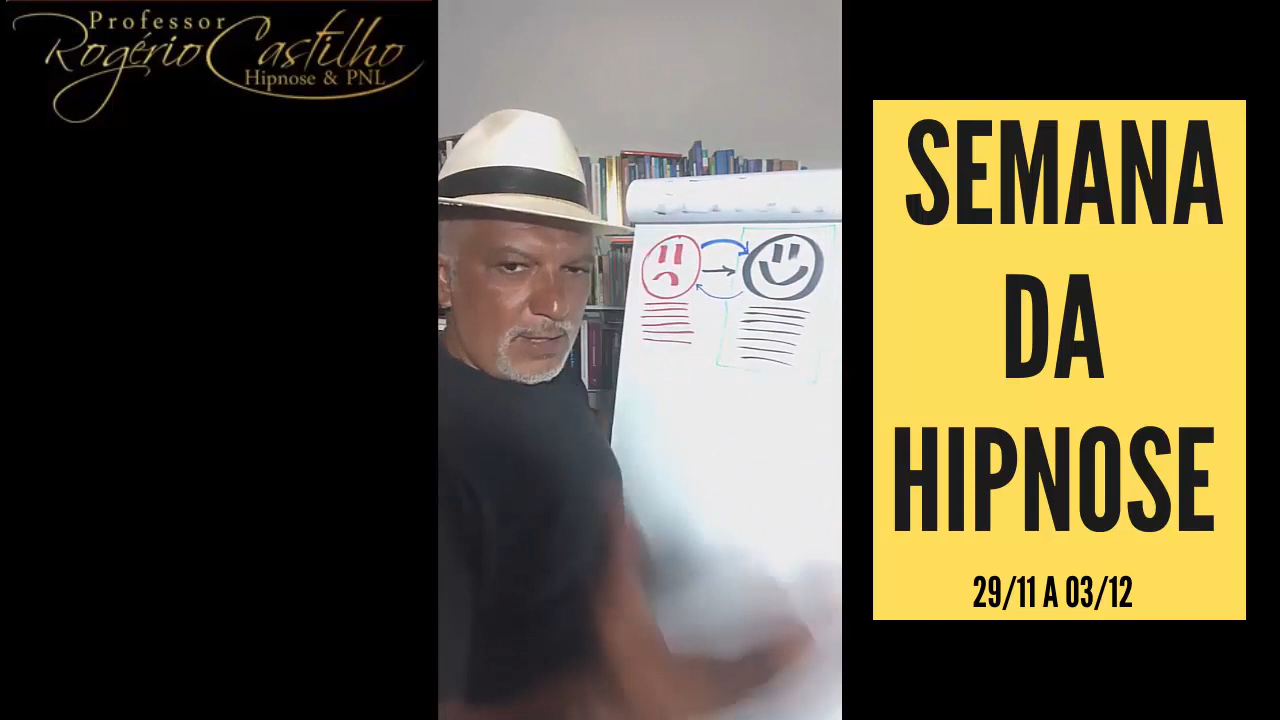 Professor
Rogério Castilho
Hipnose & PNL
SEMANA
DA
HIPNOSE
29/11 A 03/12